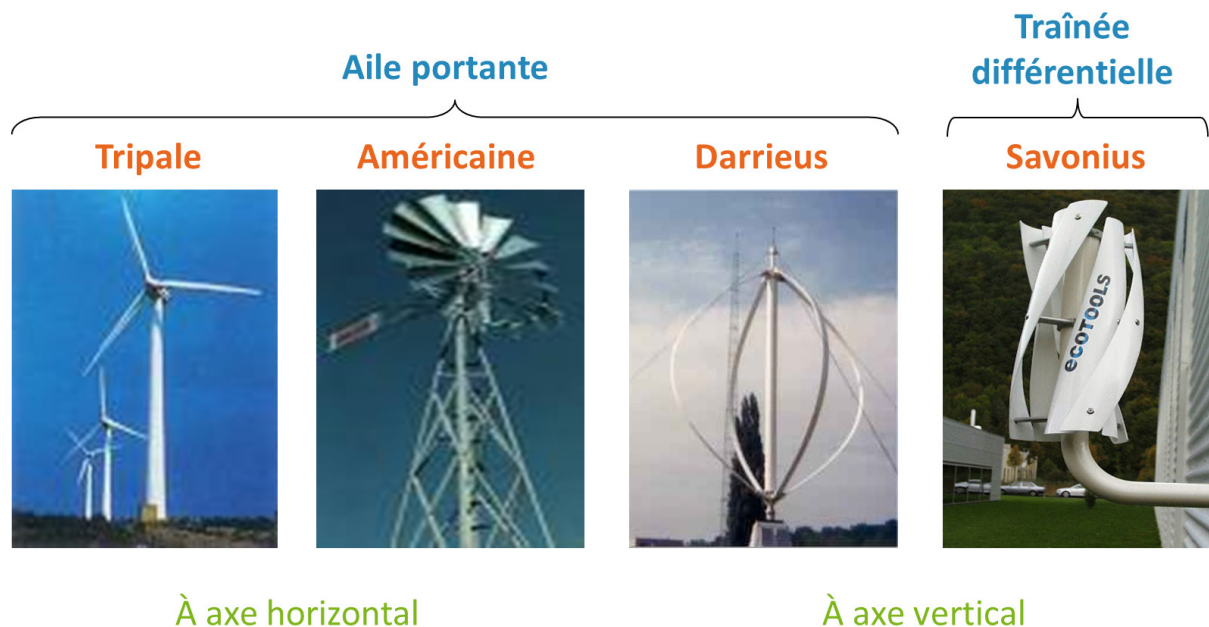 Aile portante
Traînée
différentielle
Tripale
Américaine
Darrieus
Savonius
ecoTOOLS
À axe horizontal
À axe vertical